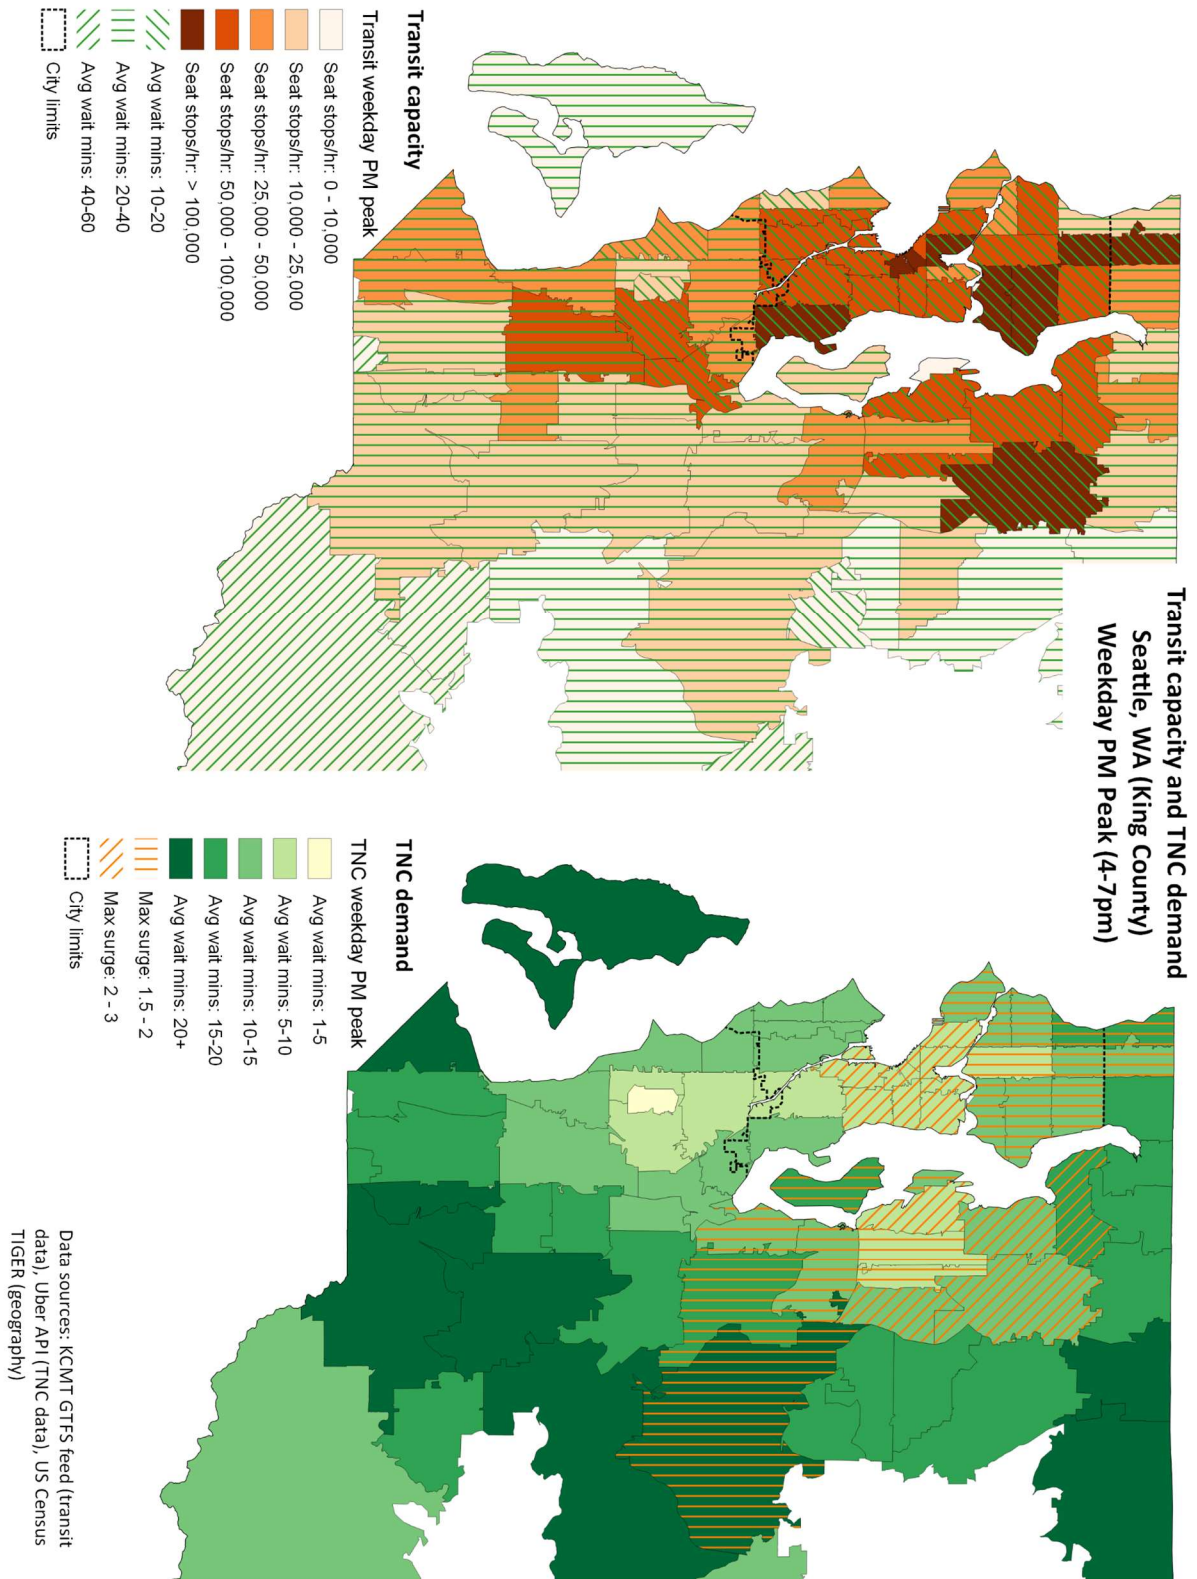 Transit capacity and TNC demand
Seattle, WA (King County)
Weekday PM Peak (4-7pm)
Transit capacity
Transit weekday PM peak
Seat stops/hr: 0 - 10,000
Seat stops/hr: 10,000 - 25,000
Seat stops/hr: 25,000 - 50,000
Seat stops/hr: 50,000 - 100,000
Seat stops/hr: > 100,000
Avg wait mins: 10-20
Avg wait mins: 20-40
Avg wait mins: 40-60
City limits
TNC demand
TNC weekday PM peak
Avg wait mins: 1-5
Avg wait mins: 5-10
Avg wait mins: 10-15
Avg wait mins: 15-20
Avg wait mins: 20+
Max surge: 1.5 - 2
Max surge: 2 - 3
City limits
Data sources: KCMT GTFS feed (transit
data), Uber API (TNC data), US Census
TIGER (geography)